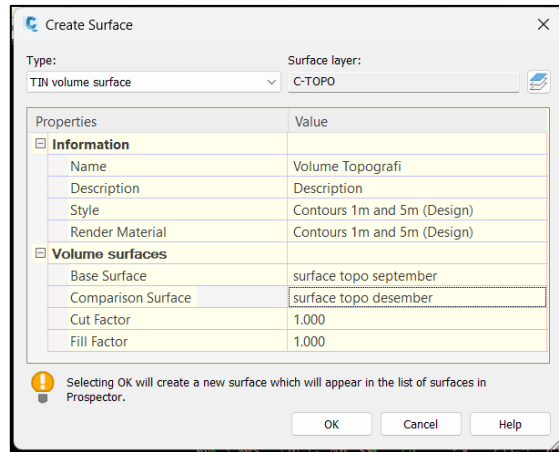 Create Surface
Type:
Surface layer:
TIN volume surface
C-TOPO
Properties Value
Information
Name Volume Topografi
Description Description
Style Contours 1m and 5m (Design)
Render Material Contours 1m and 5m (Design)
Volume surfaces
Base Surface surface topo september
Comparison Surface surface topo desember
Cut Factor 1.000
Fill Factor 1.000
Selecting OK will create a new surface which will appear in the list of surfaces in
Prospector.
OK Cancel Help